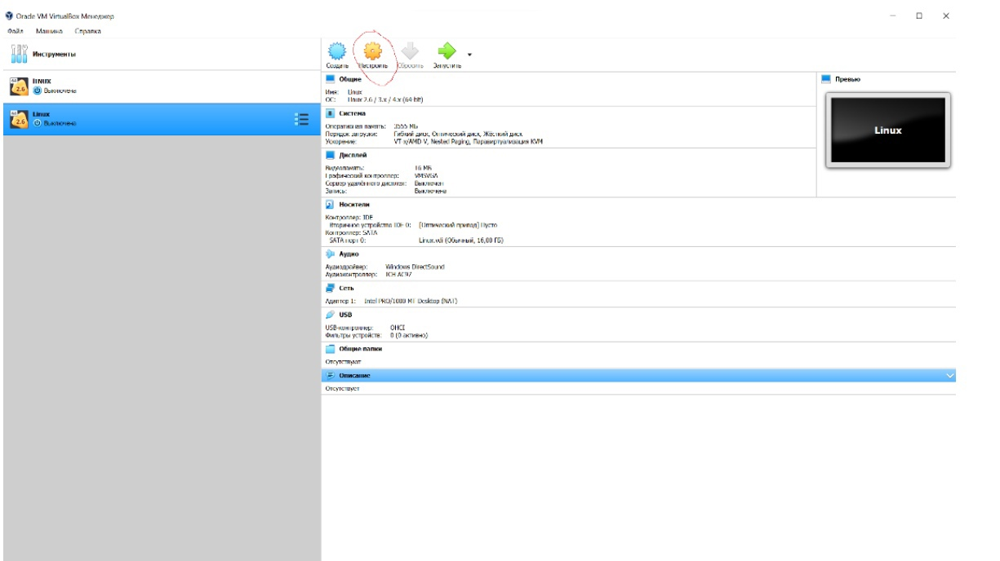 Oracle VM VirtualBox Менеджер
Файл Машина Справка
Инструменты
Создать Настроить Сбросить Запустить
lINUX
Выключена
Linux
Выключена
Общие
Имя: Linux
ОС: Linux 2.6 / 3.x / 4.x (64-bit)
Система
Оперативная память: 3555 МБ
Порядок загрузки: Гибкий диск, Оптический диск, Жёсткий диск
Ускорение: VT-x/AMD-V, Nested Paging, Паравиртуализация KVM
Дисплей
Видеопамять: 16 МБ
Графический контроллер: VMSVGA
Сервер удалённого дисплея: Выключен
Запись: Выключена
Превью
Linux
Носители
Контроллер: IDE
Вторичное устройство IDE 0: [Оптический привод] Пусто
Контроллер: SATA
SATA порт 0: Linux.vdi (Обычный, 16,00 ГБ)
Аудио
Аудиодрайвер: Windows DirectSound
Аудиоконтроллер: ICH AC97
Сеть
Адаптер 1: Intel PRO/1000 MT Desktop (NAT)
USB
USB-контроллер: OHCI
Фильтры устройств: 0 (0 активно)
Общие папки
Отсутствуют
Описание
Отсутствует